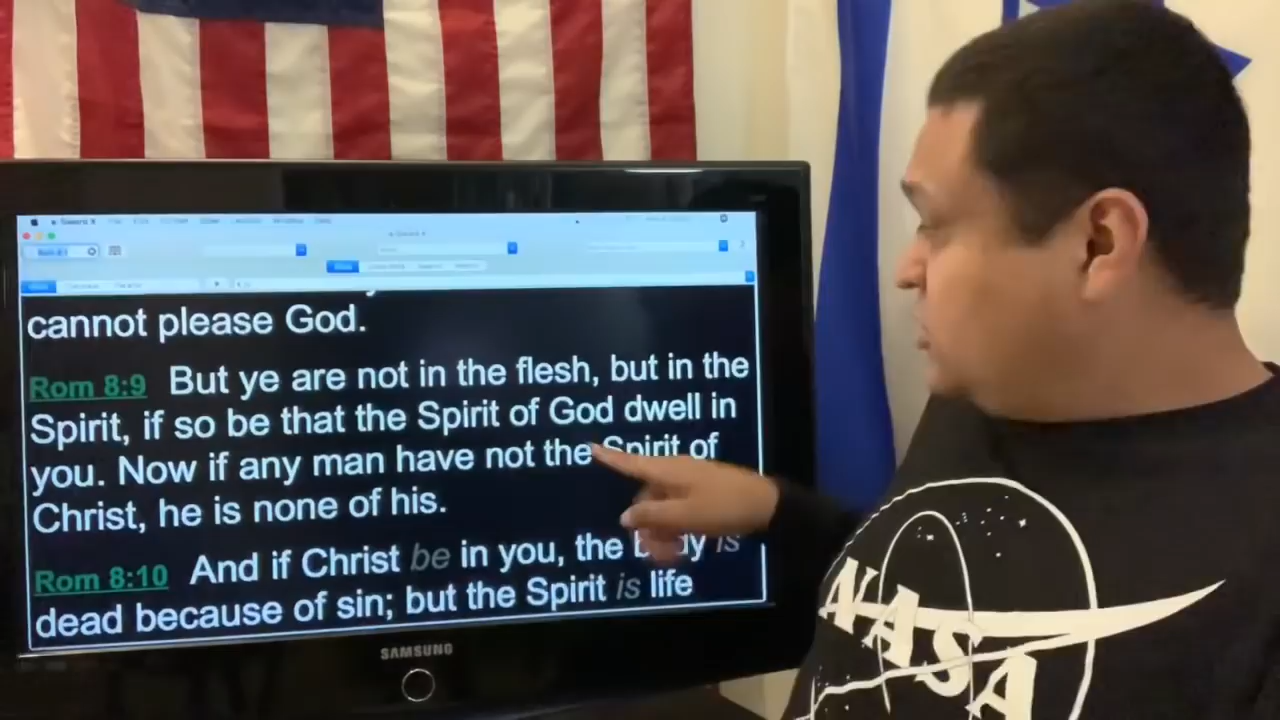 cannot please God.
Rom 8:9 But ye are not in the flesh, but in the
Spirit, if so be that the Spirit of God dwell in
you. Now if any man have not the Spirit of
Christ, he is none of his.
Rom 8:10 And if Christ be in you, the body is
dead because of sin; but the Spirit is life
SAMSUNG
NASA